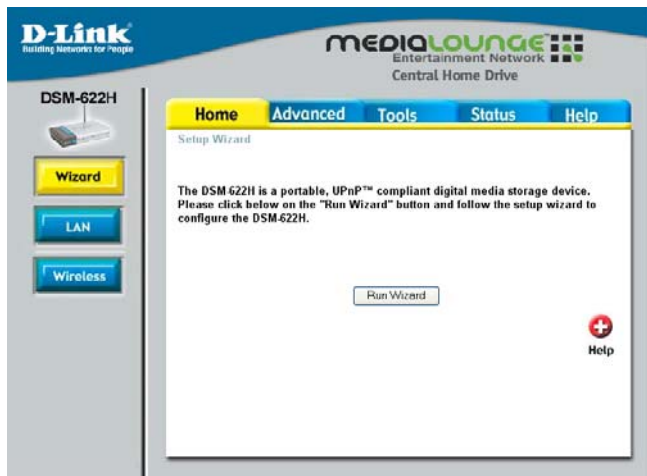 D-Link
Building Networks for People
MEDIALOUNGE™
Entertainment Network
Central Home Drive
DSM-622H
Home Advanced Tools Status Help
Setup Wizard
Wizard
LAN
Wireless
The DSM-622H is a portable, UPnP™ compliant digital media storage device.
Please click below on the "Run Wizard" button and follow the setup wizard to
configure the DSM-622H.
Run Wizard
Help